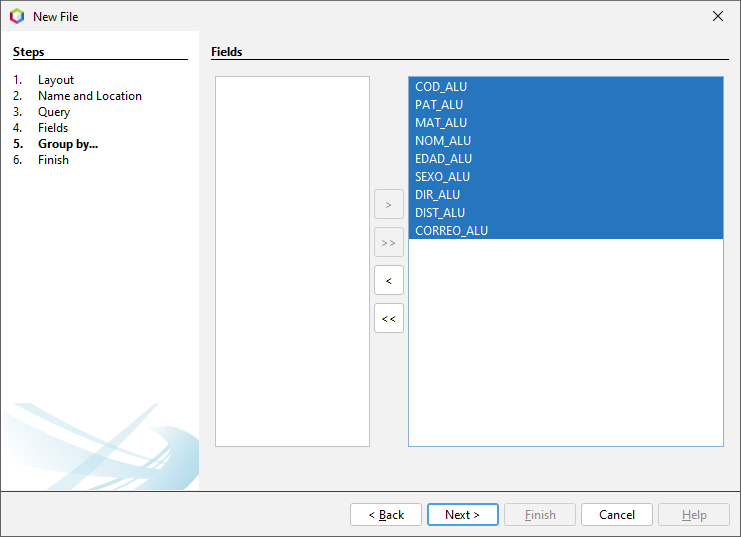 New File
Steps
1. Layout
2. Name and Location
3. Query
4. Fields
5. Group by...
6. Finish
Fields
COD_ALU
PAT_ALU
MAT_ALU
NOM_ALU
EDAD_ALU
SEXO_ALU
DIR_ALU
DIST_ALU
CORREO_ALU
>
>>
<
<<
< Back Next > Finish Cancel Help